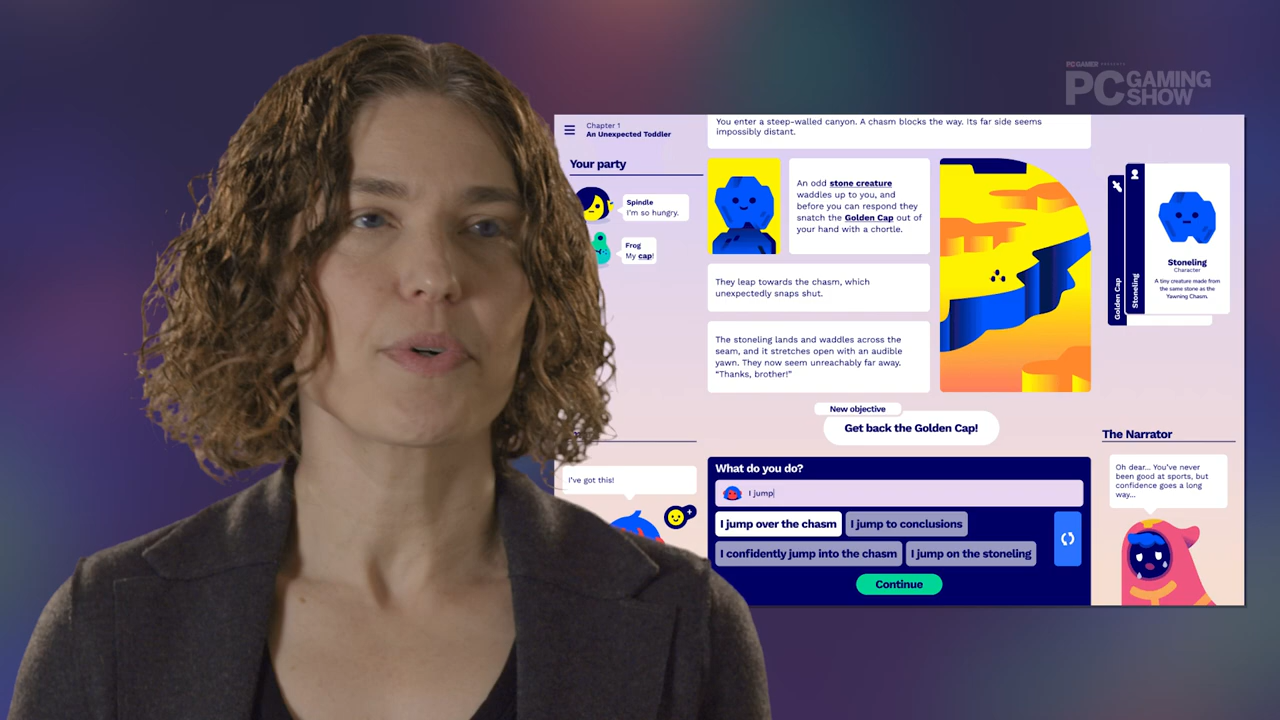 PC GAMER PRESENTS
PC GAMING
SHOW
Chapter 1
An Unexpected Toddler
Your party
Spindle
I'm so hungry.
Frog
My cap!
You enter a steep-walled canyon. A chasm blocks the way. Its far side seems
impossibly distant.
An odd stone creature
waddles up to you, and
before you can respond they
snatch the Golden Cap out of
your hand with a chortle.
They leap towards the chasm, which
unexpectedly snaps shut.
The stoneling lands and waddles across the
seam, and it stretches open with an audible
yawn. They now seem unreachably far away.
“Thanks, brother!”
Golden Cap
Stoneling
Stoneling
Character
A tiny creature made from
the same stone as the
Yawning Chasm.
New objective
Get back the Golden Cap!
I've got this!
What do you do?
I jump
I jump over the chasm
I jump to conclusions
I confidently jump into the chasm
I jump on the stoneling
Continue
The Narrator
Oh dear... You've never
been good at sports, but
confidence goes a long
way...